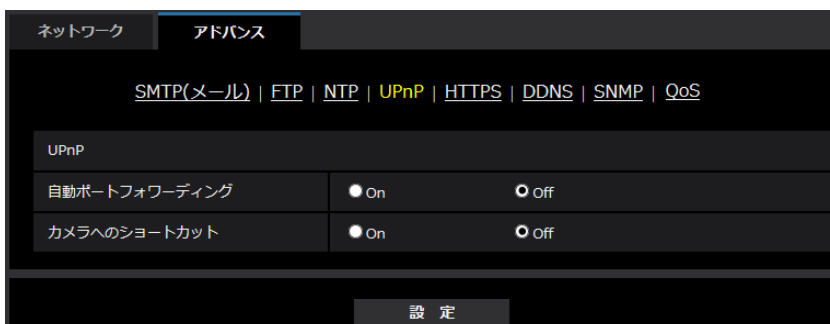 ネットワーク アドバンス
SMTP(メール) | FTP | NTP | UPnP | HTTPS | DDNS | SNMP | QoS
UPnP
自動ポートフォワーディング On Off
カメラへのショートカット On Off
設 定